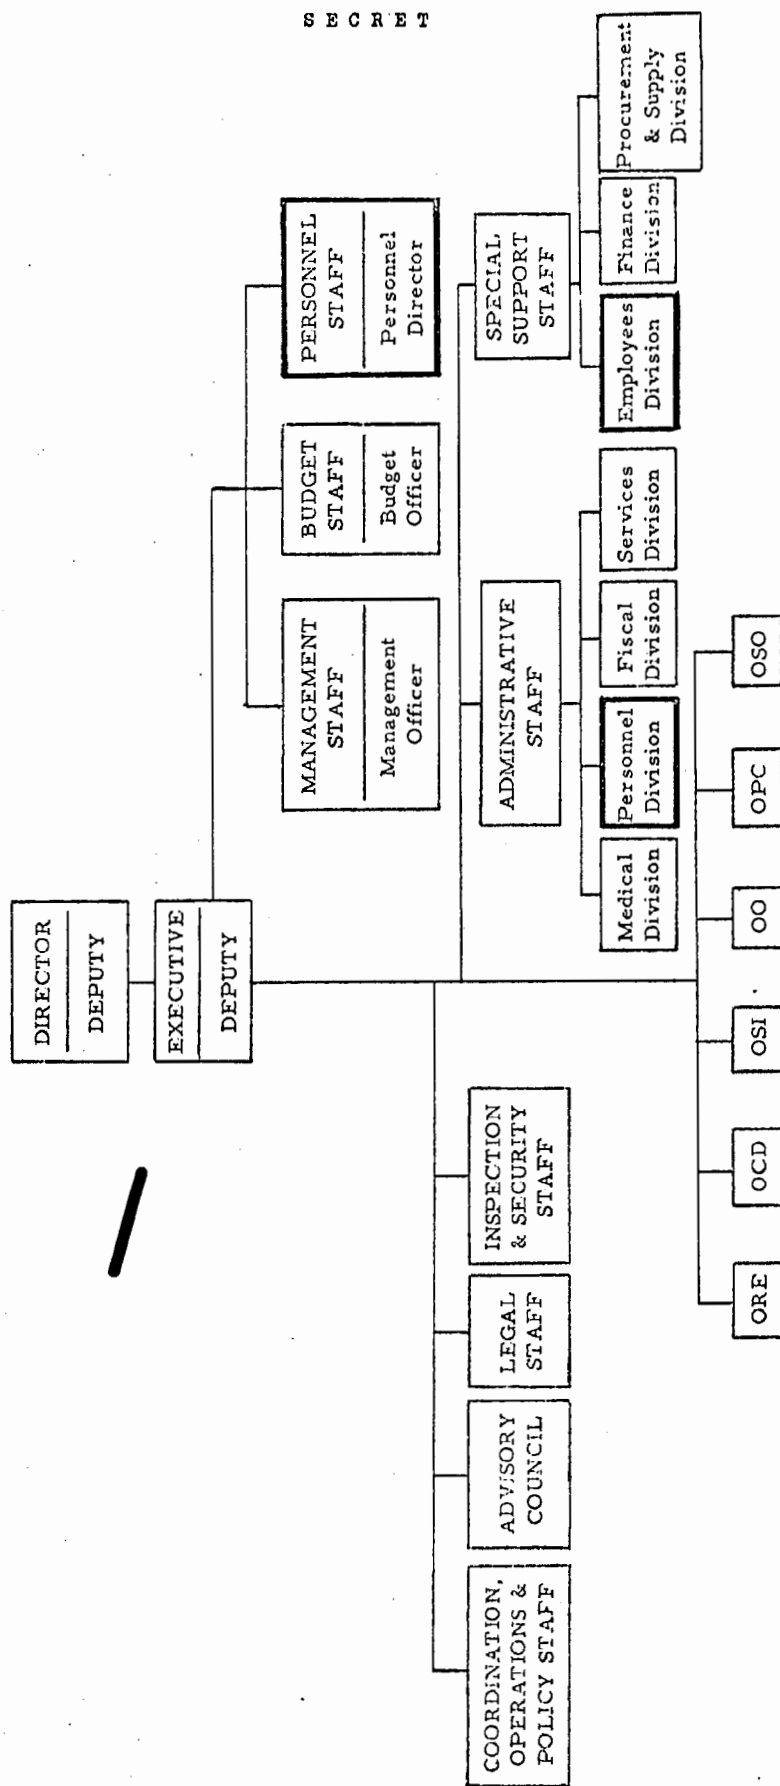 SECRET
DIRECTOR
DEPUTY
EXECUTIVE
DEPUTY
MANAGEMENT
STAFF
Management
Officer
BUDGET
STAFF
Budget
Officer
PERSONNEL
STAFF
Personnel
Director
COORDINATION,
OPERATIONS &
POLICY STAFF
ADVISORY
COUNCIL
LEGAL
STAFF
INSPECTION
& SECURITY
STAFF
ADMINISTRATIVE
STAFF
SPECIAL
SUPPORT
STAFF
Medical
Division
Personnel
Division
Fiscal
Division
Services
Division
Employees
Division
Finance
Division
Procurement
& Supply
Division
ORE
OCD
OSI
OO
OPC
OSO